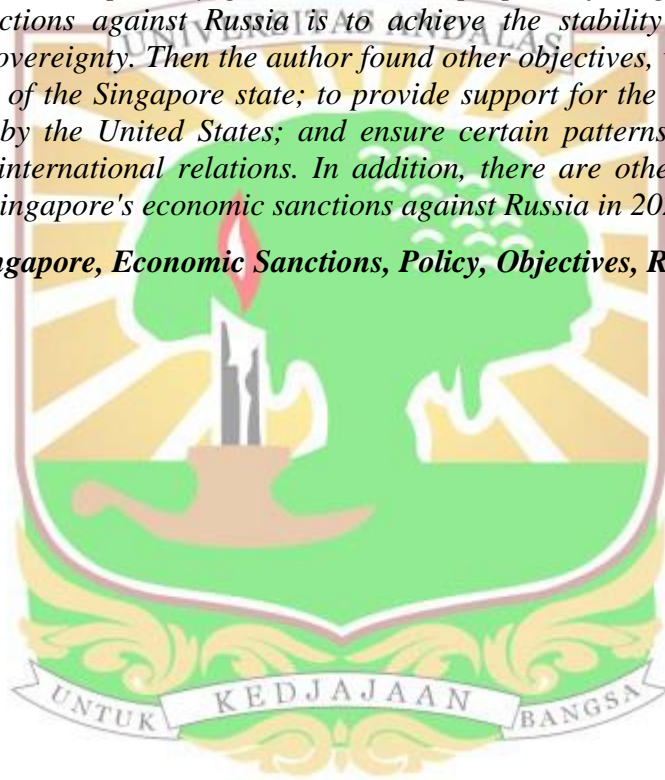 ctions against Russia is to achieve the stability
overeignty. Then the author found other objectives,
of the Singapore state; to provide support for the
by the United States; and ensure certain patterns
international relations. In addition, there are othe
ingapore's economic sanctions against Russia in 20
ngapore, Economic Sanctions, Policy, Objectives, R
UNIVERSITAS ANDALAS
UNTUK KEDJAJAAN BANGSA